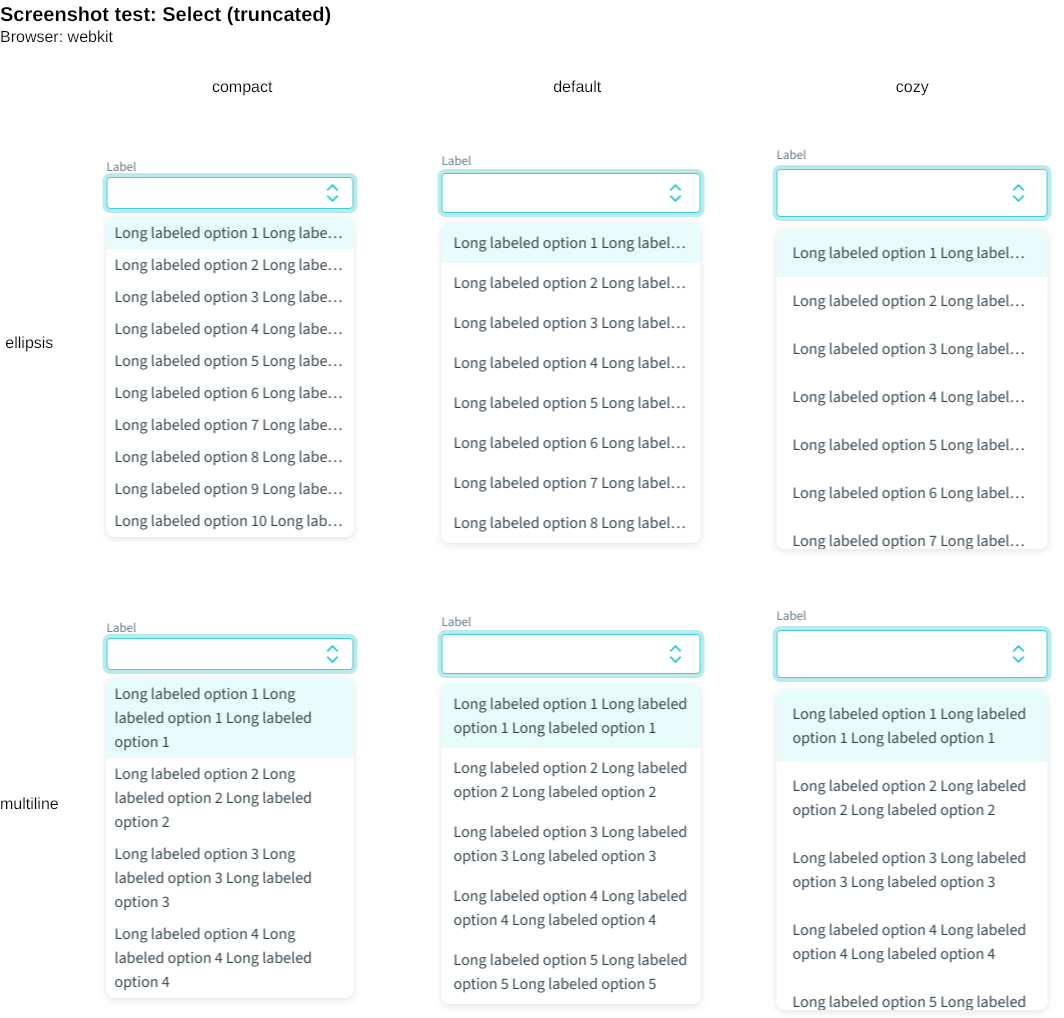 Screenshot test: Select (truncated)
Browser: webkit
compact
default
cozy
ellipsis
Label
Long labeled option 1 Long labe…
Long labeled option 2 Long labe…
Long labeled option 3 Long labe…
Long labeled option 4 Long labe…
Long labeled option 5 Long labe…
Long labeled option 6 Long labe…
Long labeled option 7 Long labe…
Long labeled option 8 Long labe…
Long labeled option 9 Long labe…
Long labeled option 10 Long lab…
Label
Long labeled option 1 Long label…
Long labeled option 2 Long label…
Long labeled option 3 Long label…
Long labeled option 4 Long label…
Long labeled option 5 Long label…
Long labeled option 6 Long label…
Long labeled option 7 Long label…
Long labeled option 8 Long label…
Label
Long labeled option 1 Long label…
Long labeled option 2 Long label…
Long labeled option 3 Long label…
Long labeled option 4 Long label…
Long labeled option 5 Long label…
Long labeled option 6 Long label…
Long labeled option 7 Long label…
multiline
Label
Long labeled option 1 Long
labeled option 1 Long labeled
option 1
Long labeled option 2 Long
labeled option 2 Long labeled
option 2
Long labeled option 3 Long
labeled option 3 Long labeled
option 3
Long labeled option 4 Long
labeled option 4 Long labeled
option 4
Label
Long labeled option 1 Long labeled
option 1 Long labeled option 1
Long labeled option 2 Long labeled
option 2 Long labeled option 2
Long labeled option 3 Long labeled
option 3 Long labeled option 3
Long labeled option 4 Long labeled
option 4 Long labeled option 4
Long labeled option 5 Long labeled
option 5 Long labeled option 5
Label
Long labeled option 1 Long labeled
option 1 Long labeled option 1
Long labeled option 2 Long labeled
option 2 Long labeled option 2
Long labeled option 3 Long labeled
option 3 Long labeled option 3
Long labeled option 4 Long labeled
option 4 Long labeled option 4
Long labeled option 5 Long labeled